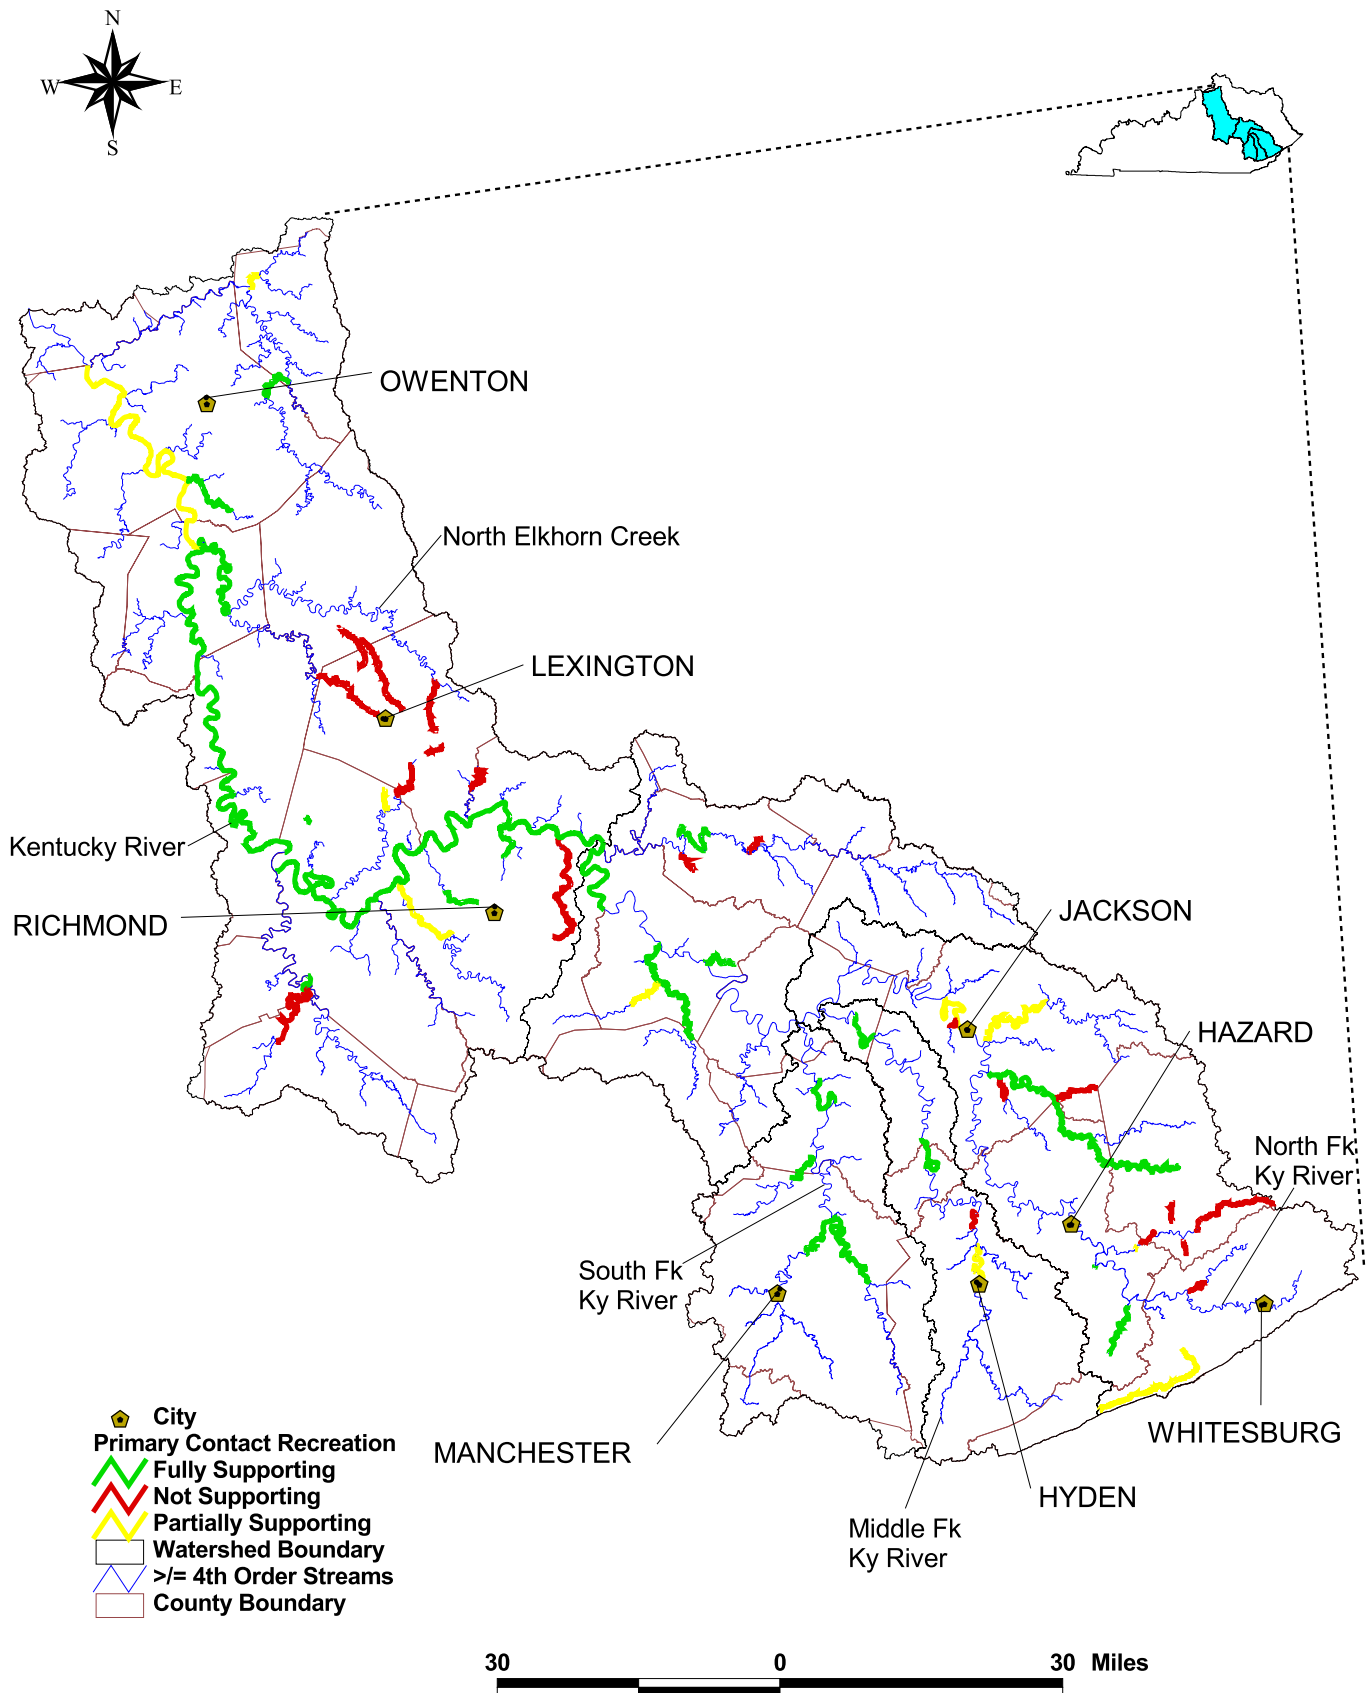 N
W E
S
OWENTON
North Elkhorn Creek
LEXINGTON
Kentucky River
RICHMOND
JACKSON
HAZARD
North Fk
Ky River
South Fk
Ky River
MANCHESTER
WHITESBURG
HYDEN
Middle Fk
Ky River
City
Primary Contact Recreation
Fully Supporting
Not Supporting
Partially Supporting
Watershed Boundary
>/= 4th Order Streams
County Boundary
30 0 30 Miles